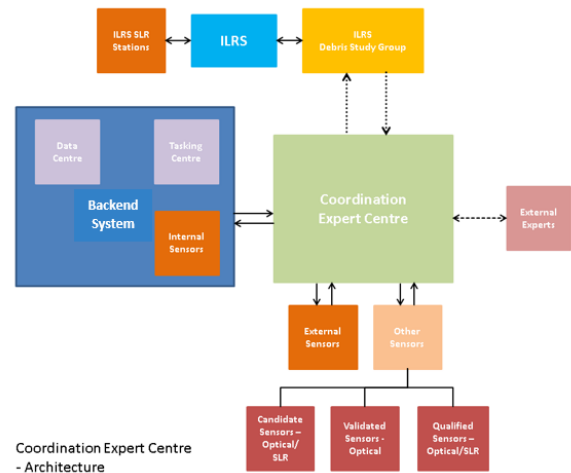 ILRS SLR
Stations
ILRS
ILRS
Debris Study Group
Data
Centre
Tasking
Centre
Backend
System
Internal
Sensors
Coordination
Expert Centre
External
Experts
External
Sensors
Other
Sensors
Candidate
Sensors –
Optical/
SLR
Validated
Sensors -
Optical
Qualified
Sensors –
Optical/SLR
Coordination Expert Centre
- Architecture